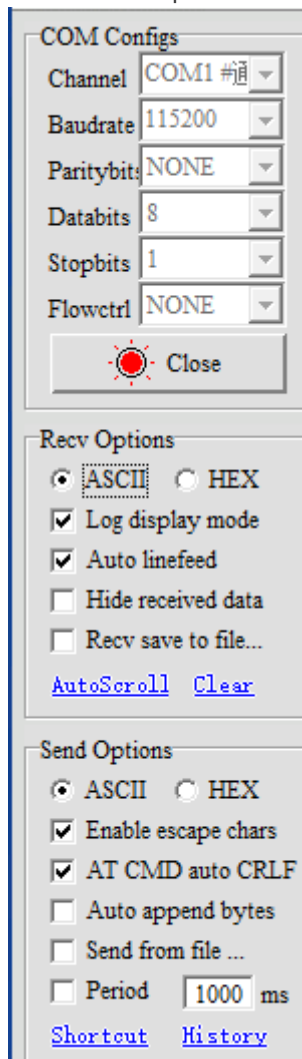 COM Configs
Channel COM1 #通
Baudrate 115200
Paritybits NONE
Databits 8
Stopbits 1
Flowctrl NONE
Close
Recv Options
ASCII HEX
Log display mode
Auto linefeed
Hide received data
Recv save to file...
AutoScroll Clear
Send Options
ASCII HEX
Enable escape chars
AT CMD auto CRLF
Auto append bytes
Send from file ...
Period 1000 ms
Shortcut History